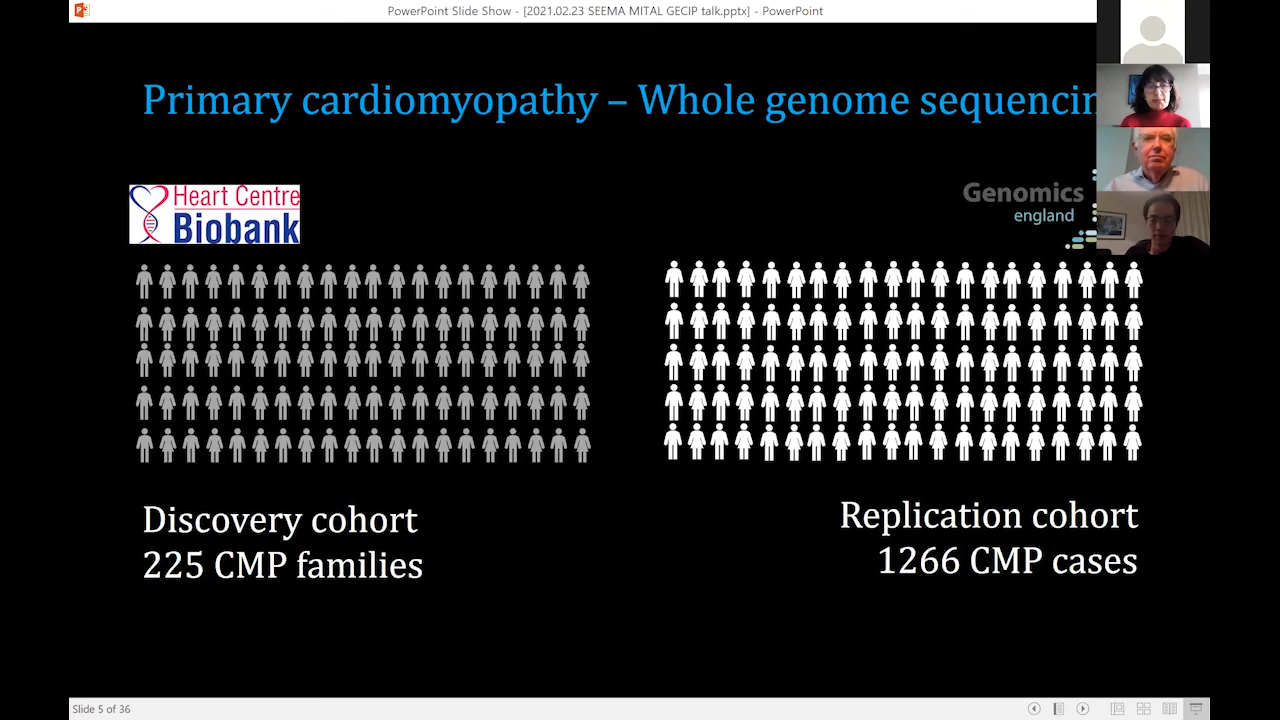 PowerPoint Slide Show - [2021.02.23 SEEMA MITAL GECIP talk.pptx] - PowerPoint
Primary cardiomyopathy – Whole genome sequencin
Heart Centre
Biobank
Genomics
england
Discovery cohort
225 CMP families
Replication cohort
1266 CMP cases
Slide 5 of 36